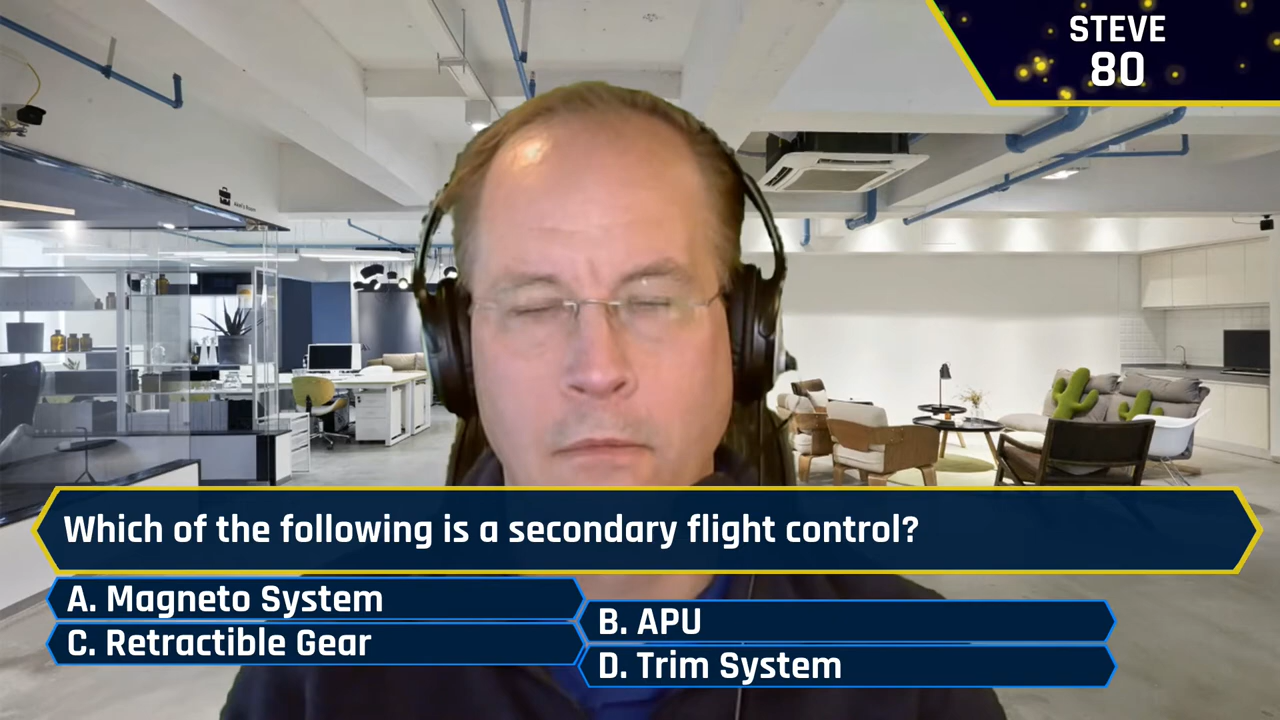 STEVE
80
Which of the following is a secondary flight control?
A. Magneto System
B. APU
C. Retractible Gear
D. Trim System